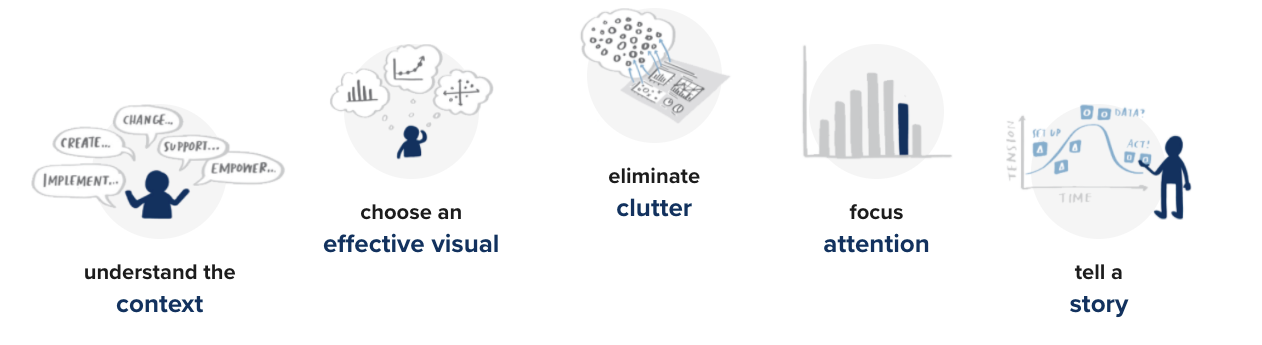 CHANGE...
CREATE...
SUPPORT...
IMPLEMENT...
EMPOWER...
understand the
context
choose an
effective visual
eliminate
clutter
focus
attention
TENSION
SET UP
DATA?
ACT!
TIME
tell a
story